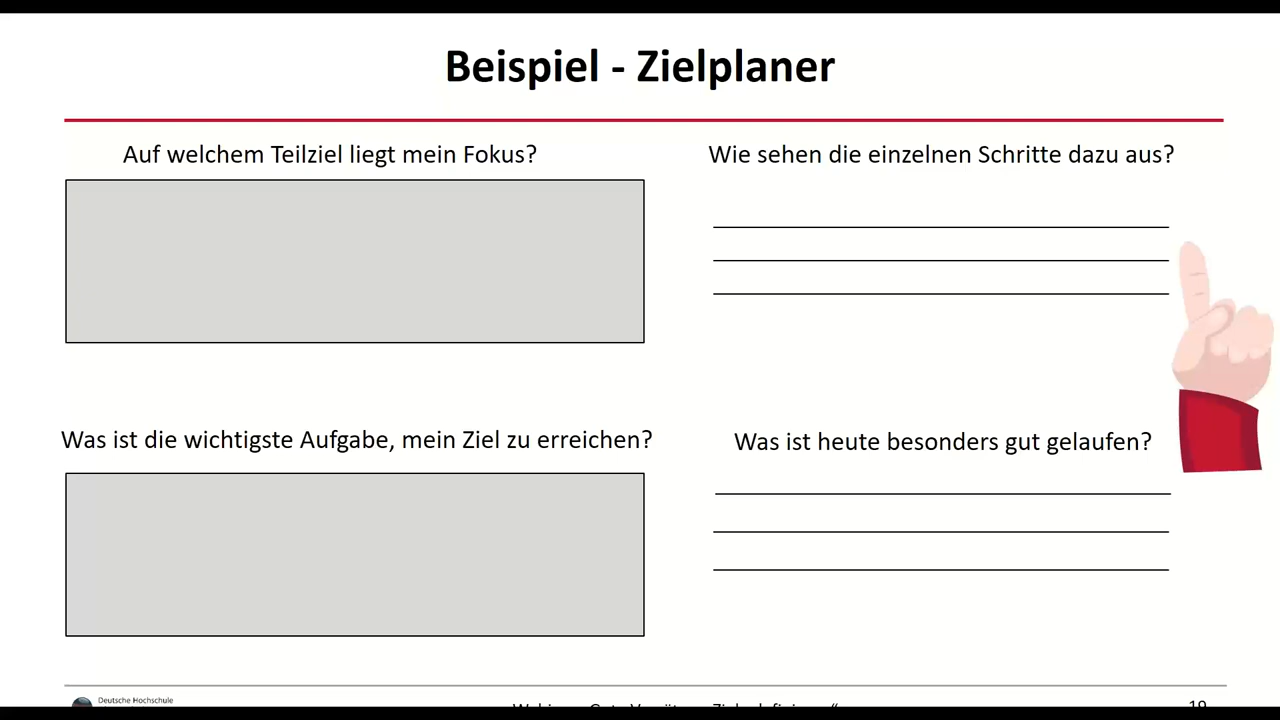 Beispiel - Zielplaner
Auf welchem Teilziel liegt mein Fokus?
Wie sehen die einzelnen Schritte dazu aus?
Was ist die wichtigste Aufgabe, mein Ziel zu erreichen?
Was ist heute besonders gut gelaufen?
Deutsche Hochschule
19